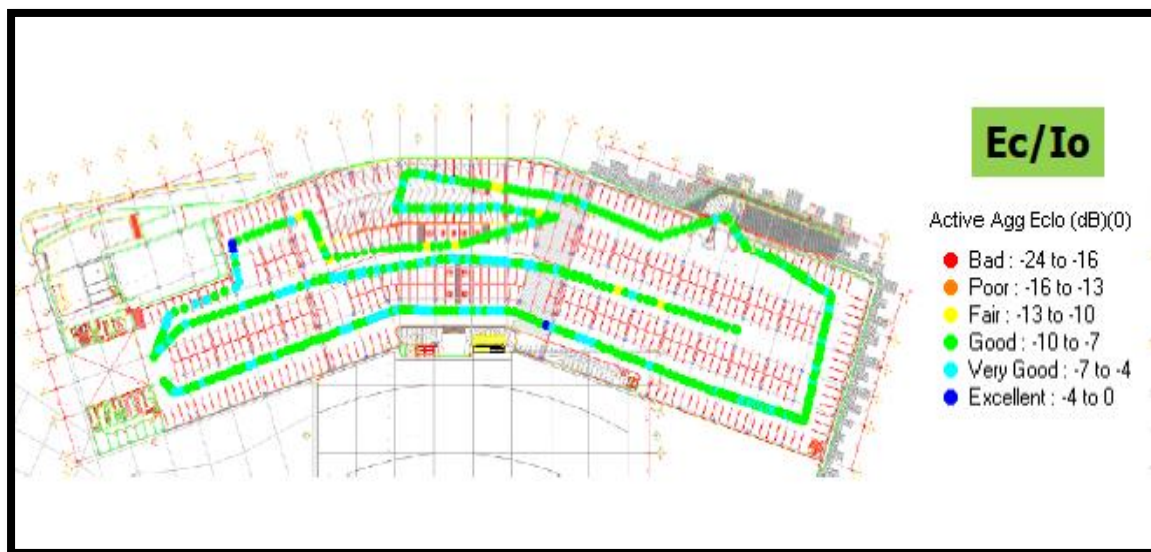 Ec/Io
Active Agg EcIo (dB)(0)
Bad : -24 to -16
Poor : -16 to -13
Fair : -13 to -10
Good : -10 to -7
Very Good : -7 to -4
Excellent : -4 to 0